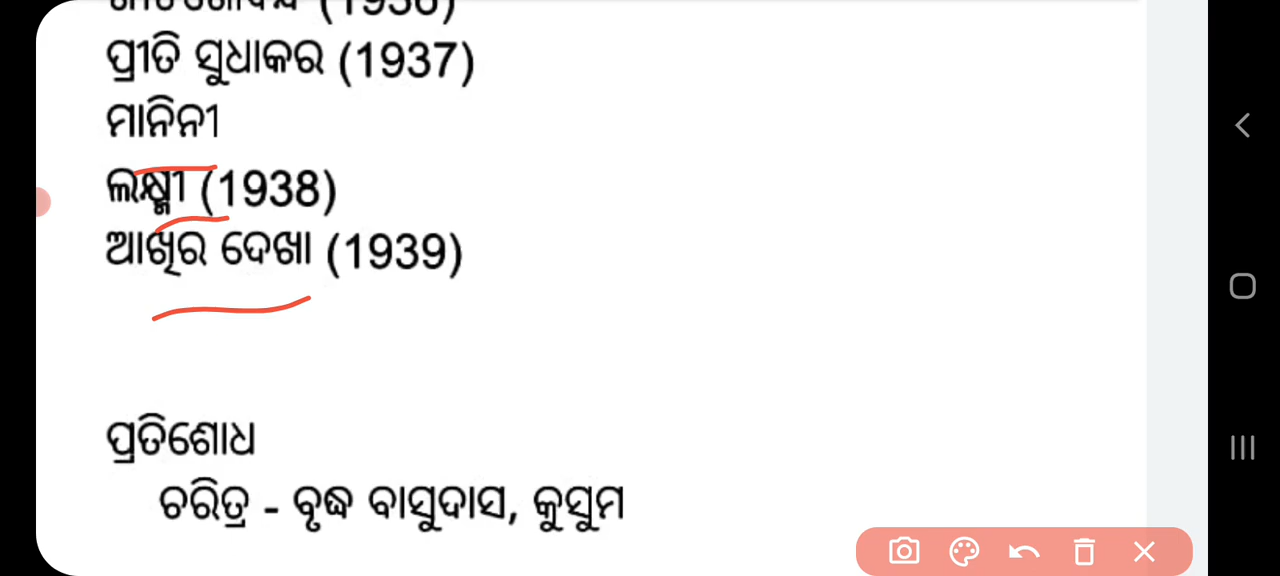 ପ୍ରୀତି ସୁଧାକର (1937)
ମାନିନୀ
ଲକ୍ଷ୍ମୀ (1938)
ଆଖିର ଦେଖା (1939)
ପ୍ରତିଶୋଧ
ଚରିତ୍ର - ବୃଦ୍ଧ ବାସୁଦାସ, କୁସୁମ